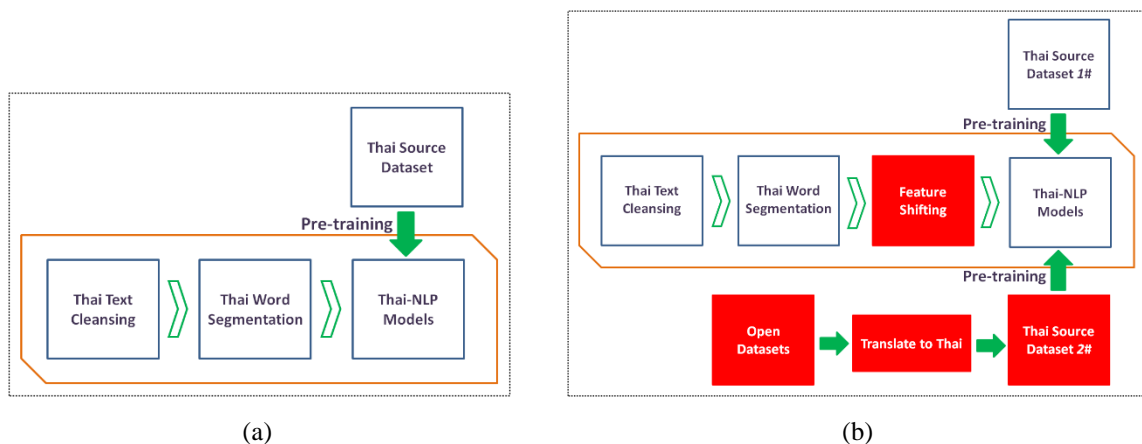 Thai Source
Dataset
Pre-training
Thai Text
Cleansing
Thai Word
Segmentation
Thai-NLP
Models
(a)
Thai Source
Dataset 1#
Pre-training
Thai Text
Cleansing
Thai Word
Segmentation
Feature
Shifting
Thai-NLP
Models
Pre-training
Open
Datasets
Translate to Thai
Thai Source
Dataset 2#
(b)